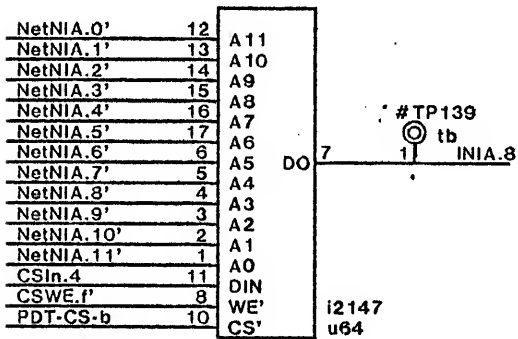 NetNIA.0' 12 A11
NetNIA.1' 13 A10
NetNIA.2' 14 A9
NetNIA.3' 15 A8
NetNIA.4' 16 A7
NetNIA.5' 17 A6
NetNIA.6' 6 A5 DO 7 1 INIA.8
NetNIA.7' 5 A4
NetNIA.8' 4 A3
NetNIA.9' 3 A2
NetNIA.10' 2 A1
NetNIA.11' 1 A0
CSIn.4 11 DIN
CSWE.f' 8 WE' i2147
PDT-CS-b 10 CS' u64
#TP139
tb